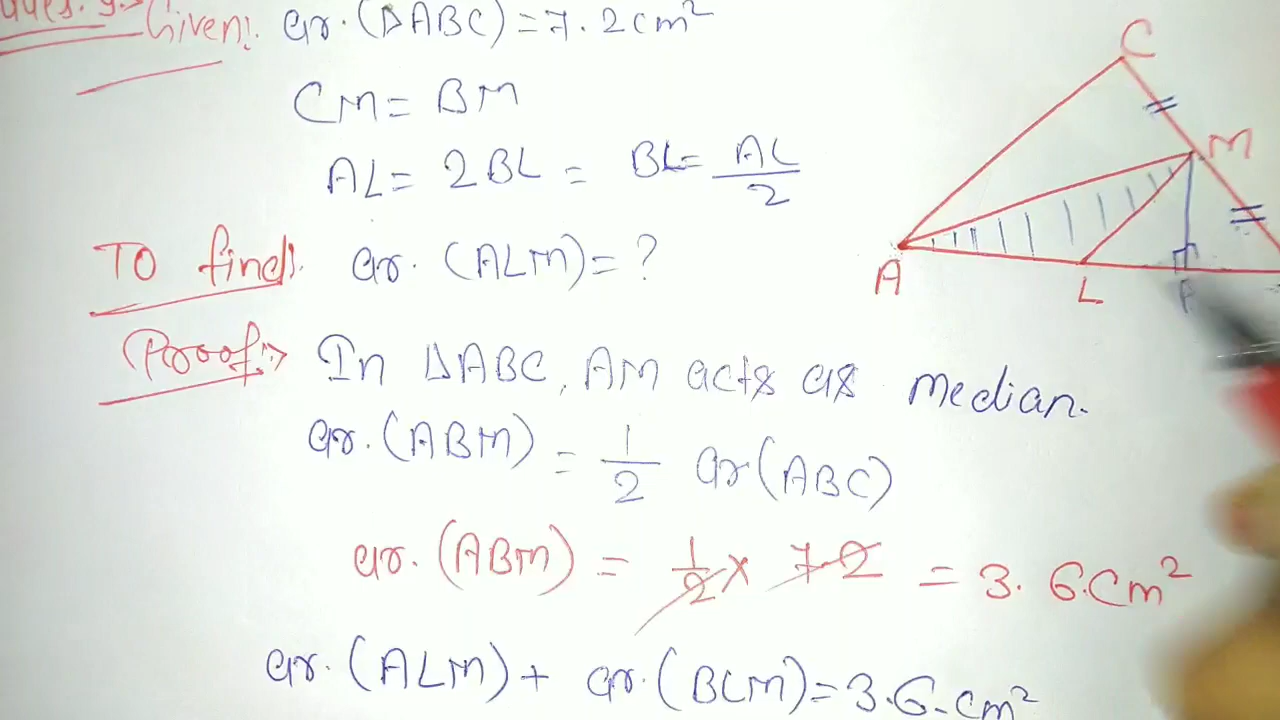 Ques. 9.→ Given:. ar.(ΔABC)=7.2cm²
CM= BM
AL= 2BL = BL= AL/2
TO find:. ar.(ALM)=?
Proof:→ In ΔABC, AM acts as median.
ar.(ABM) = 1/2 ar(ABC)
ar.(ABM) = 1/2 × 7.2 = 3.6.Cm²
ar.(ALM)+ ar.(BLM)=3.6.cm²
C
M
A
L